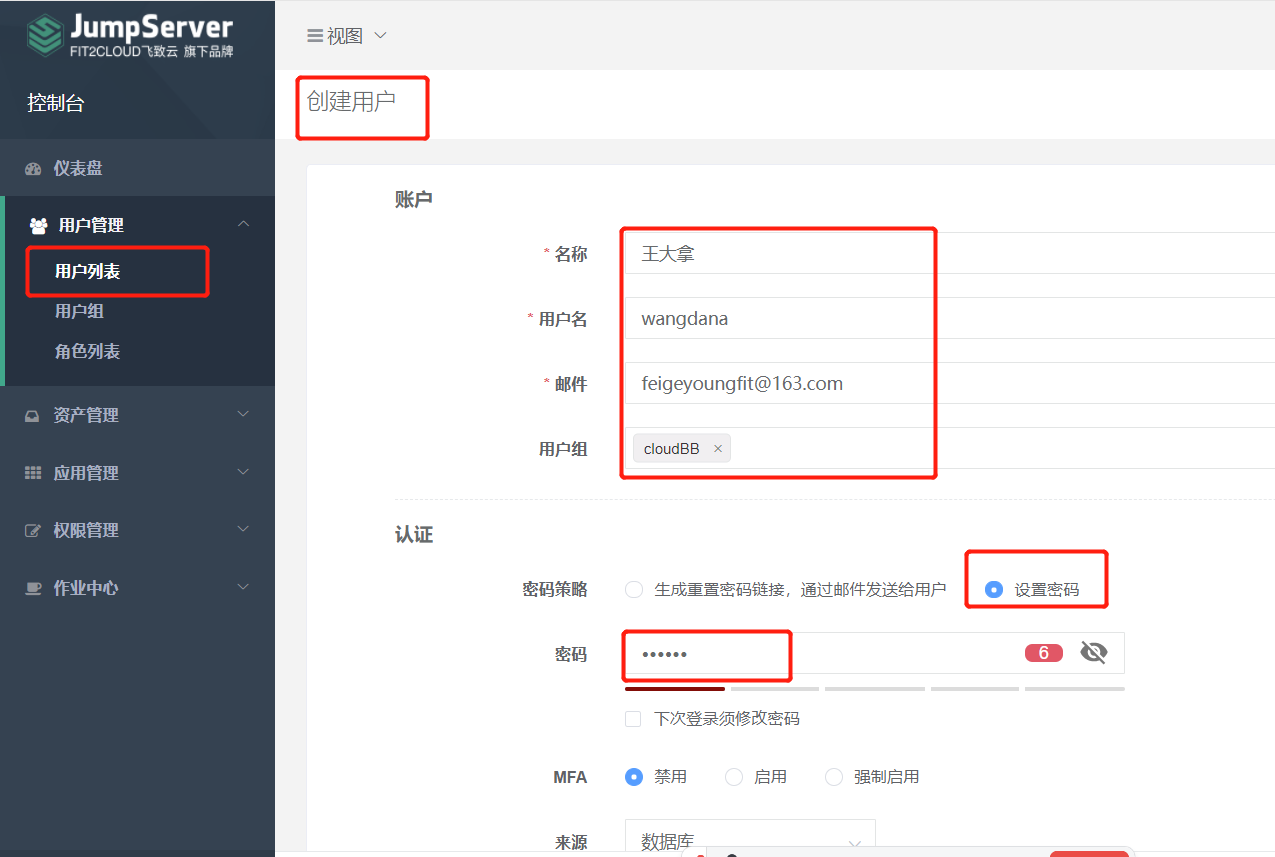 JumpServer
FIT2CLOUD飞致云 旗下品牌
控制台
仪表盘
用户管理
用户列表
用户组
角色列表
资产管理
应用管理
权限管理
作业中心
视图
创建用户
账户
* 名称 王大拿
* 用户名 wangdana
* 邮件 feigeyoungfit@163.com
用户组 cloudBB ×
认证
密码策略 生成重置密码链接，通过邮件发送给用户 设置密码
密码 •••••• 6
下次登录须修改密码
MFA 禁用 启用 强制启用
来源 数据库